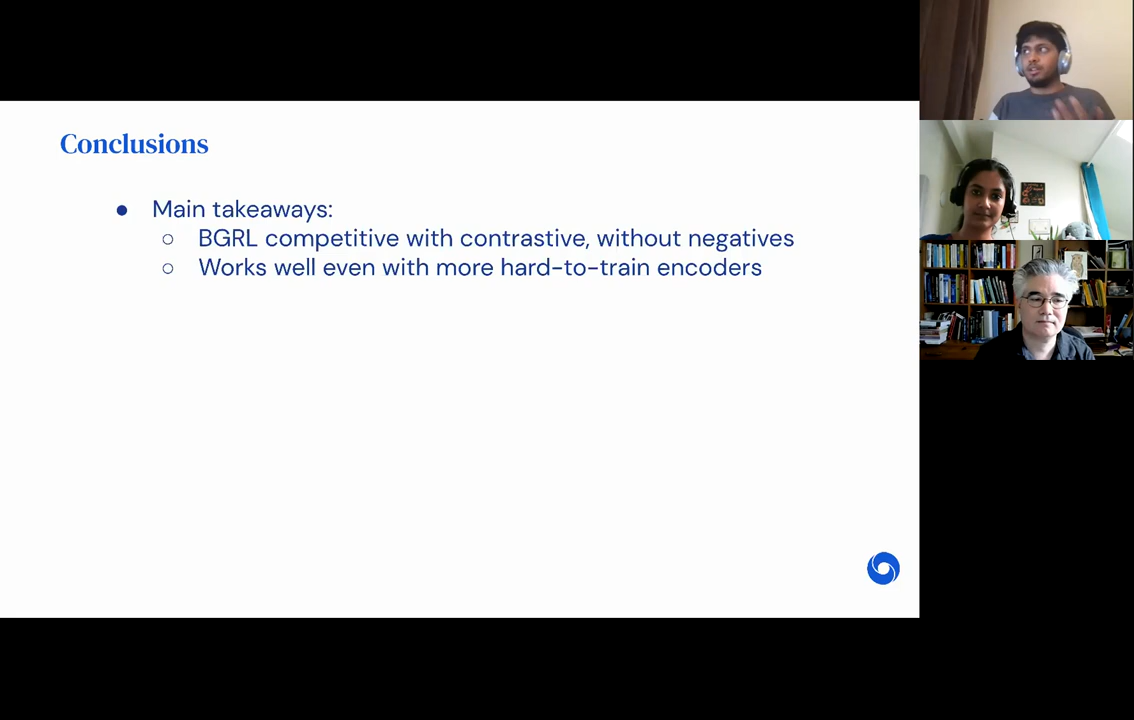 Conclusions
● Main takeaways:
○ BGRL competitive with contrastive, without negatives
○ Works well even with more hard-to-train encoders